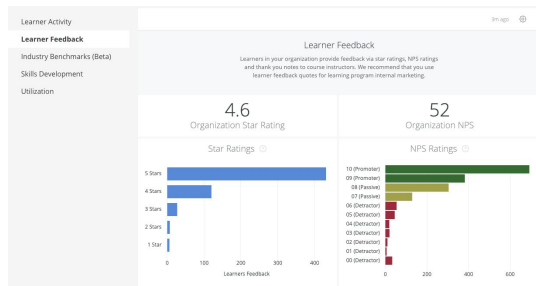 Learner Activity
Learner Feedback
Industry Benchmarks (Beta)
Skills Development
Utilization
3m ago
Learner Feedback
Learners in your organization provide feedback via star ratings, NPS ratings
and thank you notes to course instructors. We recommend that you use
learner feedback quotes for learning program internal marketing.
4.6
Organization Star Rating
52
Organization NPS
Star Ratings
5 Stars
4 Stars
3 Stars
2 Stars
1 Star
0 100 200 300 400
Learners Feedback
NPS Ratings
10 (Promoter)
09 (Promoter)
08 (Passive)
07 (Passive)
06 (Detractor)
05 (Detractor)
04 (Detractor)
03 (Detractor)
02 (Detractor)
01 (Detractor)
00 (Detractor)
0 200 400 600